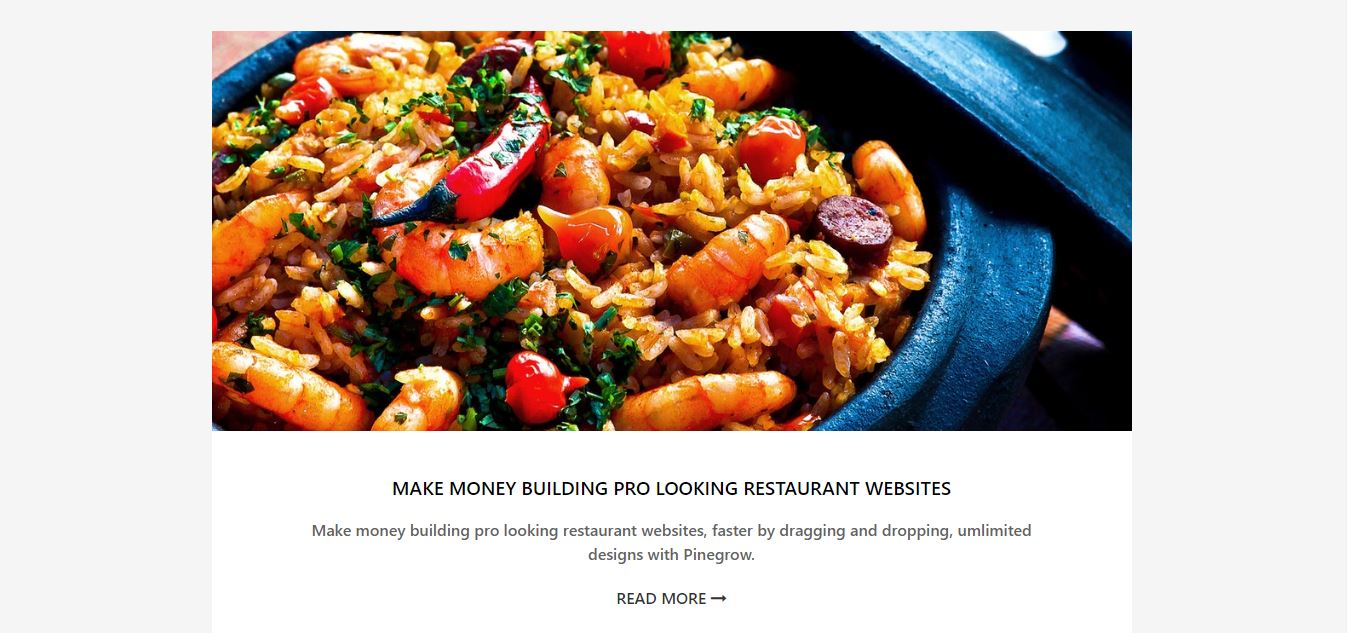 MAKE MONEY BUILDING PRO LOOKING RESTAURANT WEBSITES
Make money building pro looking restaurant websites, faster by dragging and dropping, umlimited
designs with Pinegrow.
READ MORE →